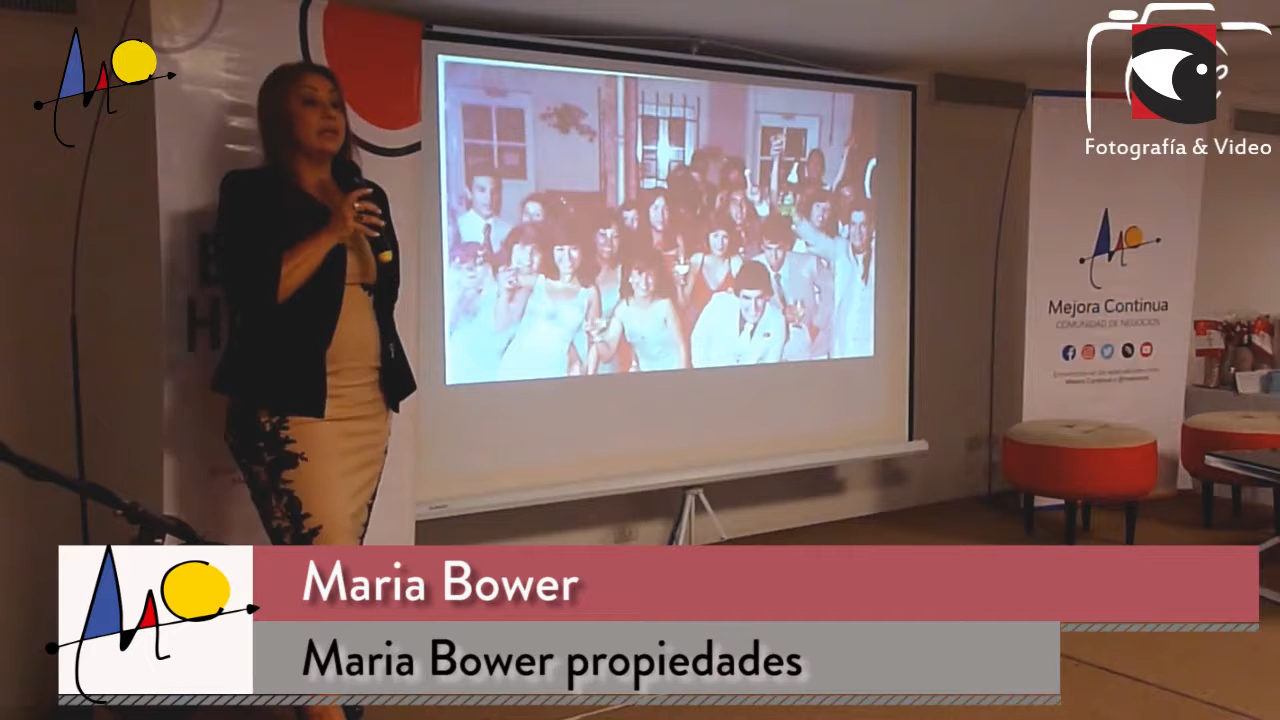 Fotografía & Video
Mejora Continua
COMUNIDAD DE NEGOCIOS
Maria Bower
Maria Bower propiedades